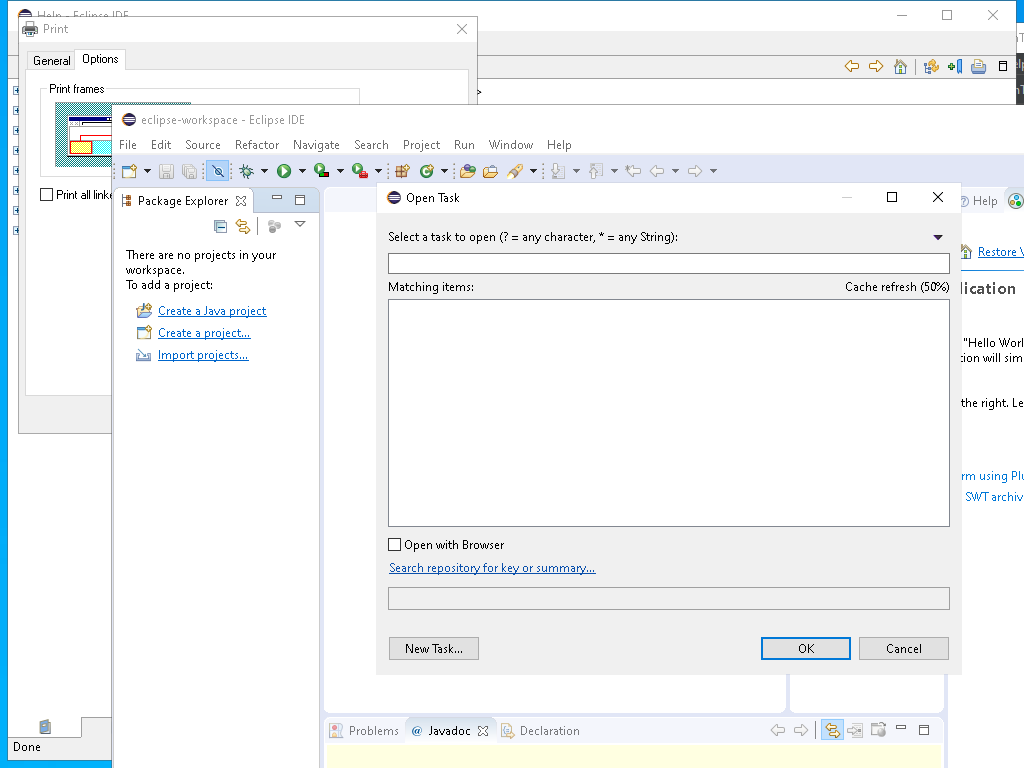 Help - Eclipse IDE
Print
General
Options
Print frames
Print all linke
Done
eclipse-workspace - Eclipse IDE
File Edit Source Refactor Navigate Search Project Run Window Help
Package Explorer
There are no projects in your
workspace.
To add a project:
Create a Java project
Create a project...
Import projects...
Open Task
Select a task to open (? = any character, * = any String):
Matching items:
Cache refresh (50%)
Open with Browser
Search repository for key or summary...
New Task...
OK
Cancel
Help
Restore
lication
"Hello Worl
tion will sim
the right. Le
rm using Plu
SWT archiv
Problems
@ Javadoc
Declaration